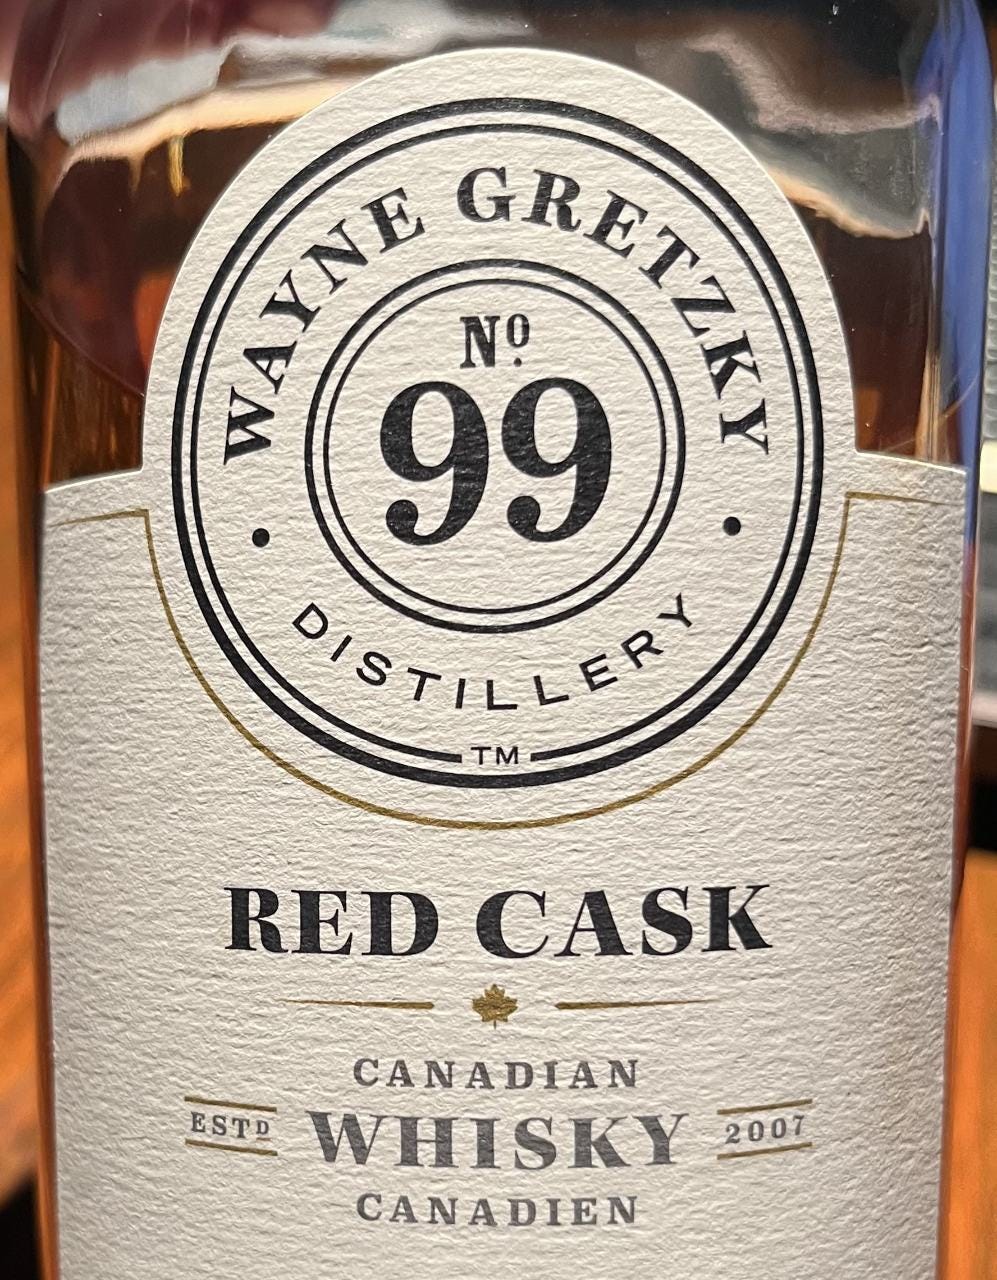 WAYNE GRETZKY
Nº
99
DISTILLERY
TM
RED CASK
CANADIAN
ESTD WHISKY 2007
CANADIEN